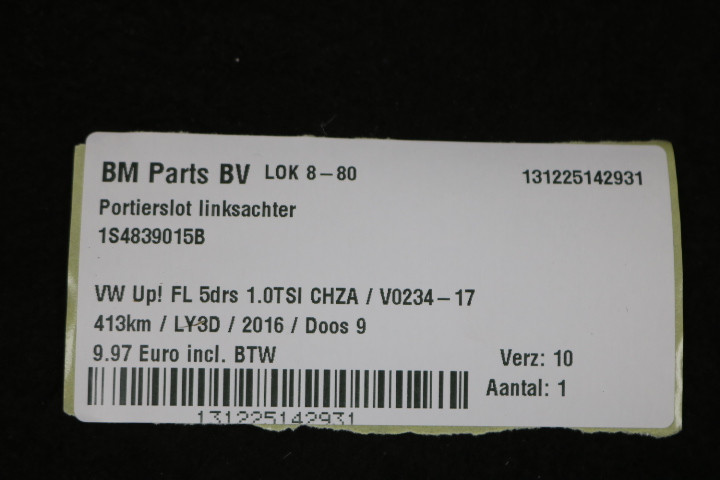 BM Parts BV LOK 8-80 131225142931
Portierslot linksachter
1S4839015B
VW Up! FL 5drs 1.0TSI CHZA / V0234-17
413km / LY3D / 2016 / Doos 9
9.97 Euro incl. BTW Verz: 10
Aantal: 1
131225142931